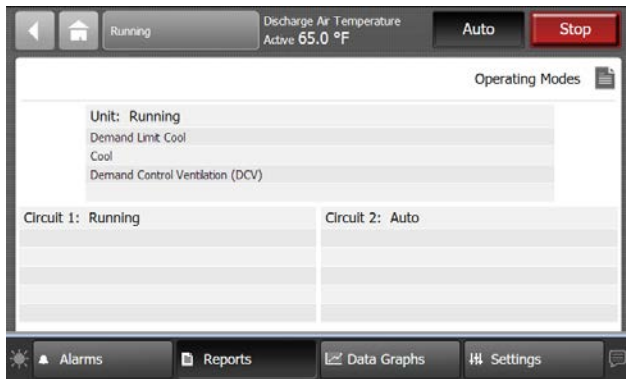 Running
Discharge Air Temperature
Active 65.0 °F
Auto
Stop
Operating Modes
Unit: Running
Demand Limit Cool
Cool
Demand Control Ventilation (DCV)
Circuit 1: Running
Circuit 2: Auto
Alarms
Reports
Data Graphs
Settings